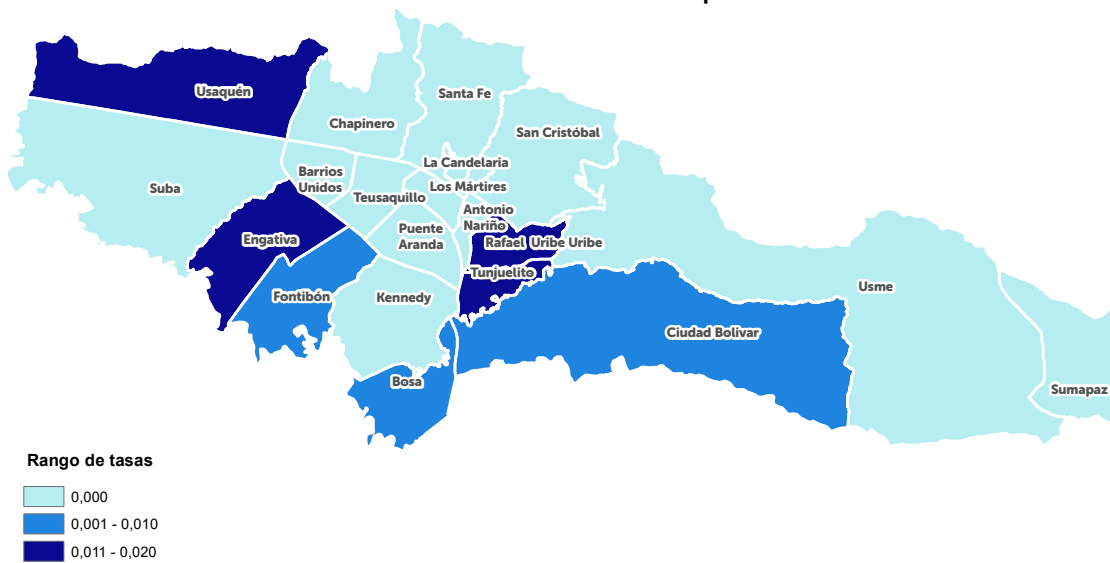 Usaquén
Santa Fe
Chapinero
San Cristóbal
La Candelaria
Barrios
Unidos
Suba
Los Mártires
Teusaquillo
Antonio
Nariño
Puente
Aranda
Engativa
Rafael Uribe Uribe
Tunjuelito
Usme
Fontibón
Kennedy
Ciudad Bolivar
Bosa
Sumapaz
Rango de tasas
0,000
0,001 - 0,010
0,011 - 0,020